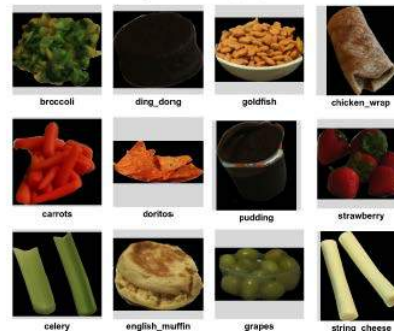 broccoli
ding_dong
goldfish
chicken_wrap
carrots
doritos
pudding
strawberry
celery
english_muffin
grapes
string_cheese